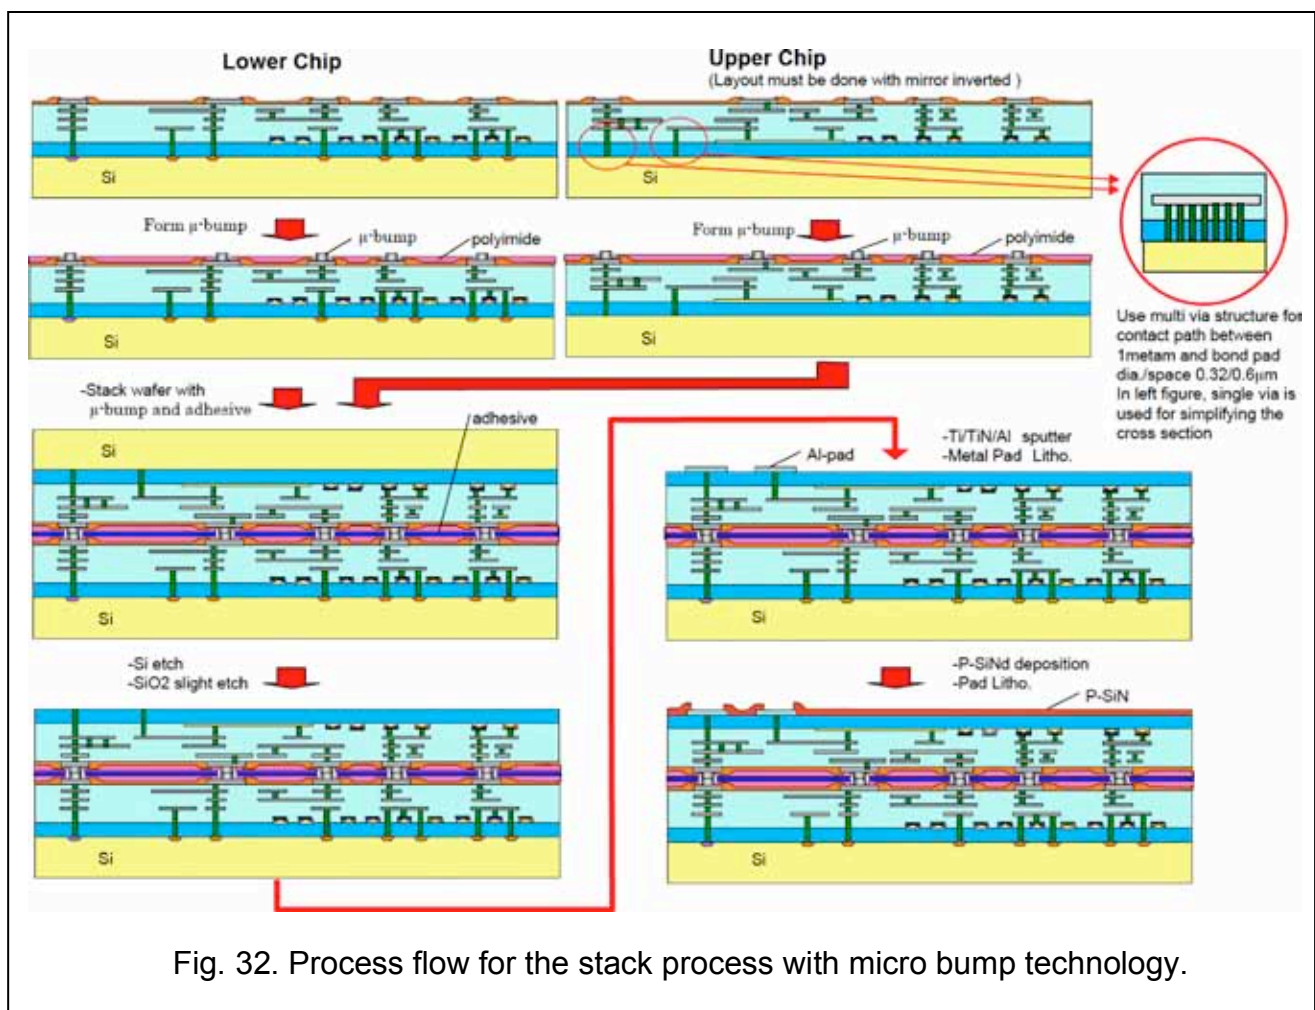 Lower Chip
Upper Chip
(Layout must be done with mirror inverted )
Si
Si
Form μ-bump
μ-bump
polyimide
Form μ-bump
μ-bump
polyimide
Si
Si
Use multi via structure for
contact path between
1metam and bond pad
dia./space 0.32/0.6μm
In left figure, single via is
used for simplifying the
cross section
-Stack wafer with
μ-bump and adhesive
adhesive
Si
Si
-Ti/TiN/Al sputter
-Metal Pad Litho.
Al-pad
Si
-Si etch
-SiO2 slight etch
-P-SiNd deposition
-Pad Litho.
P-SiN
Si
Si
Fig. 32. Process flow for the stack process with micro bump technology.